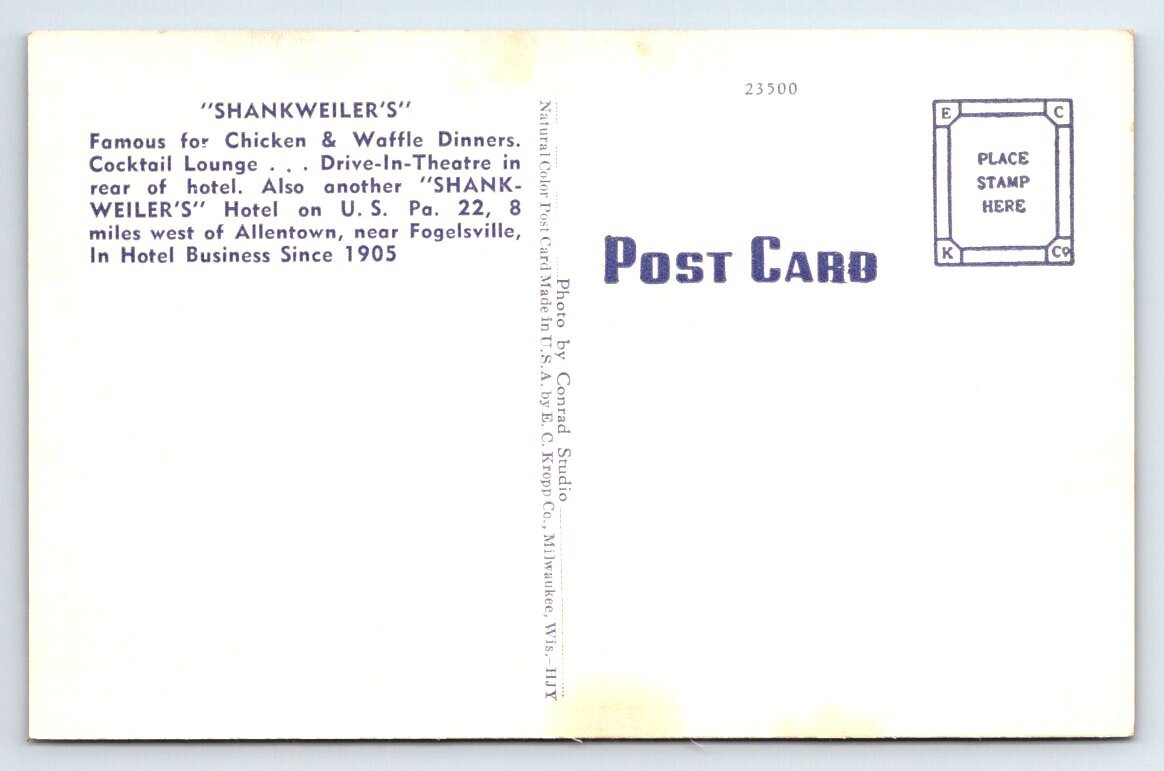 "SHANKWEILER'S"
Famous for Chicken & Waffle Dinners.
Cocktail Lounge . . . Drive-In-Theatre in
rear of hotel. Also another "SHANK-
WEILER'S" Hotel on U. S. Pa. 22, 8
miles west of Allentown, near Fogelsville,
In Hotel Business Since 1905
Natural Color Post Card Made in U.S.A. by E. C. Kropp Co., Milwaukee, Wis.-HJY
Photo by Conrad Studio
23500
POST CARD
E C
PLACE
STAMP
HERE
K Co